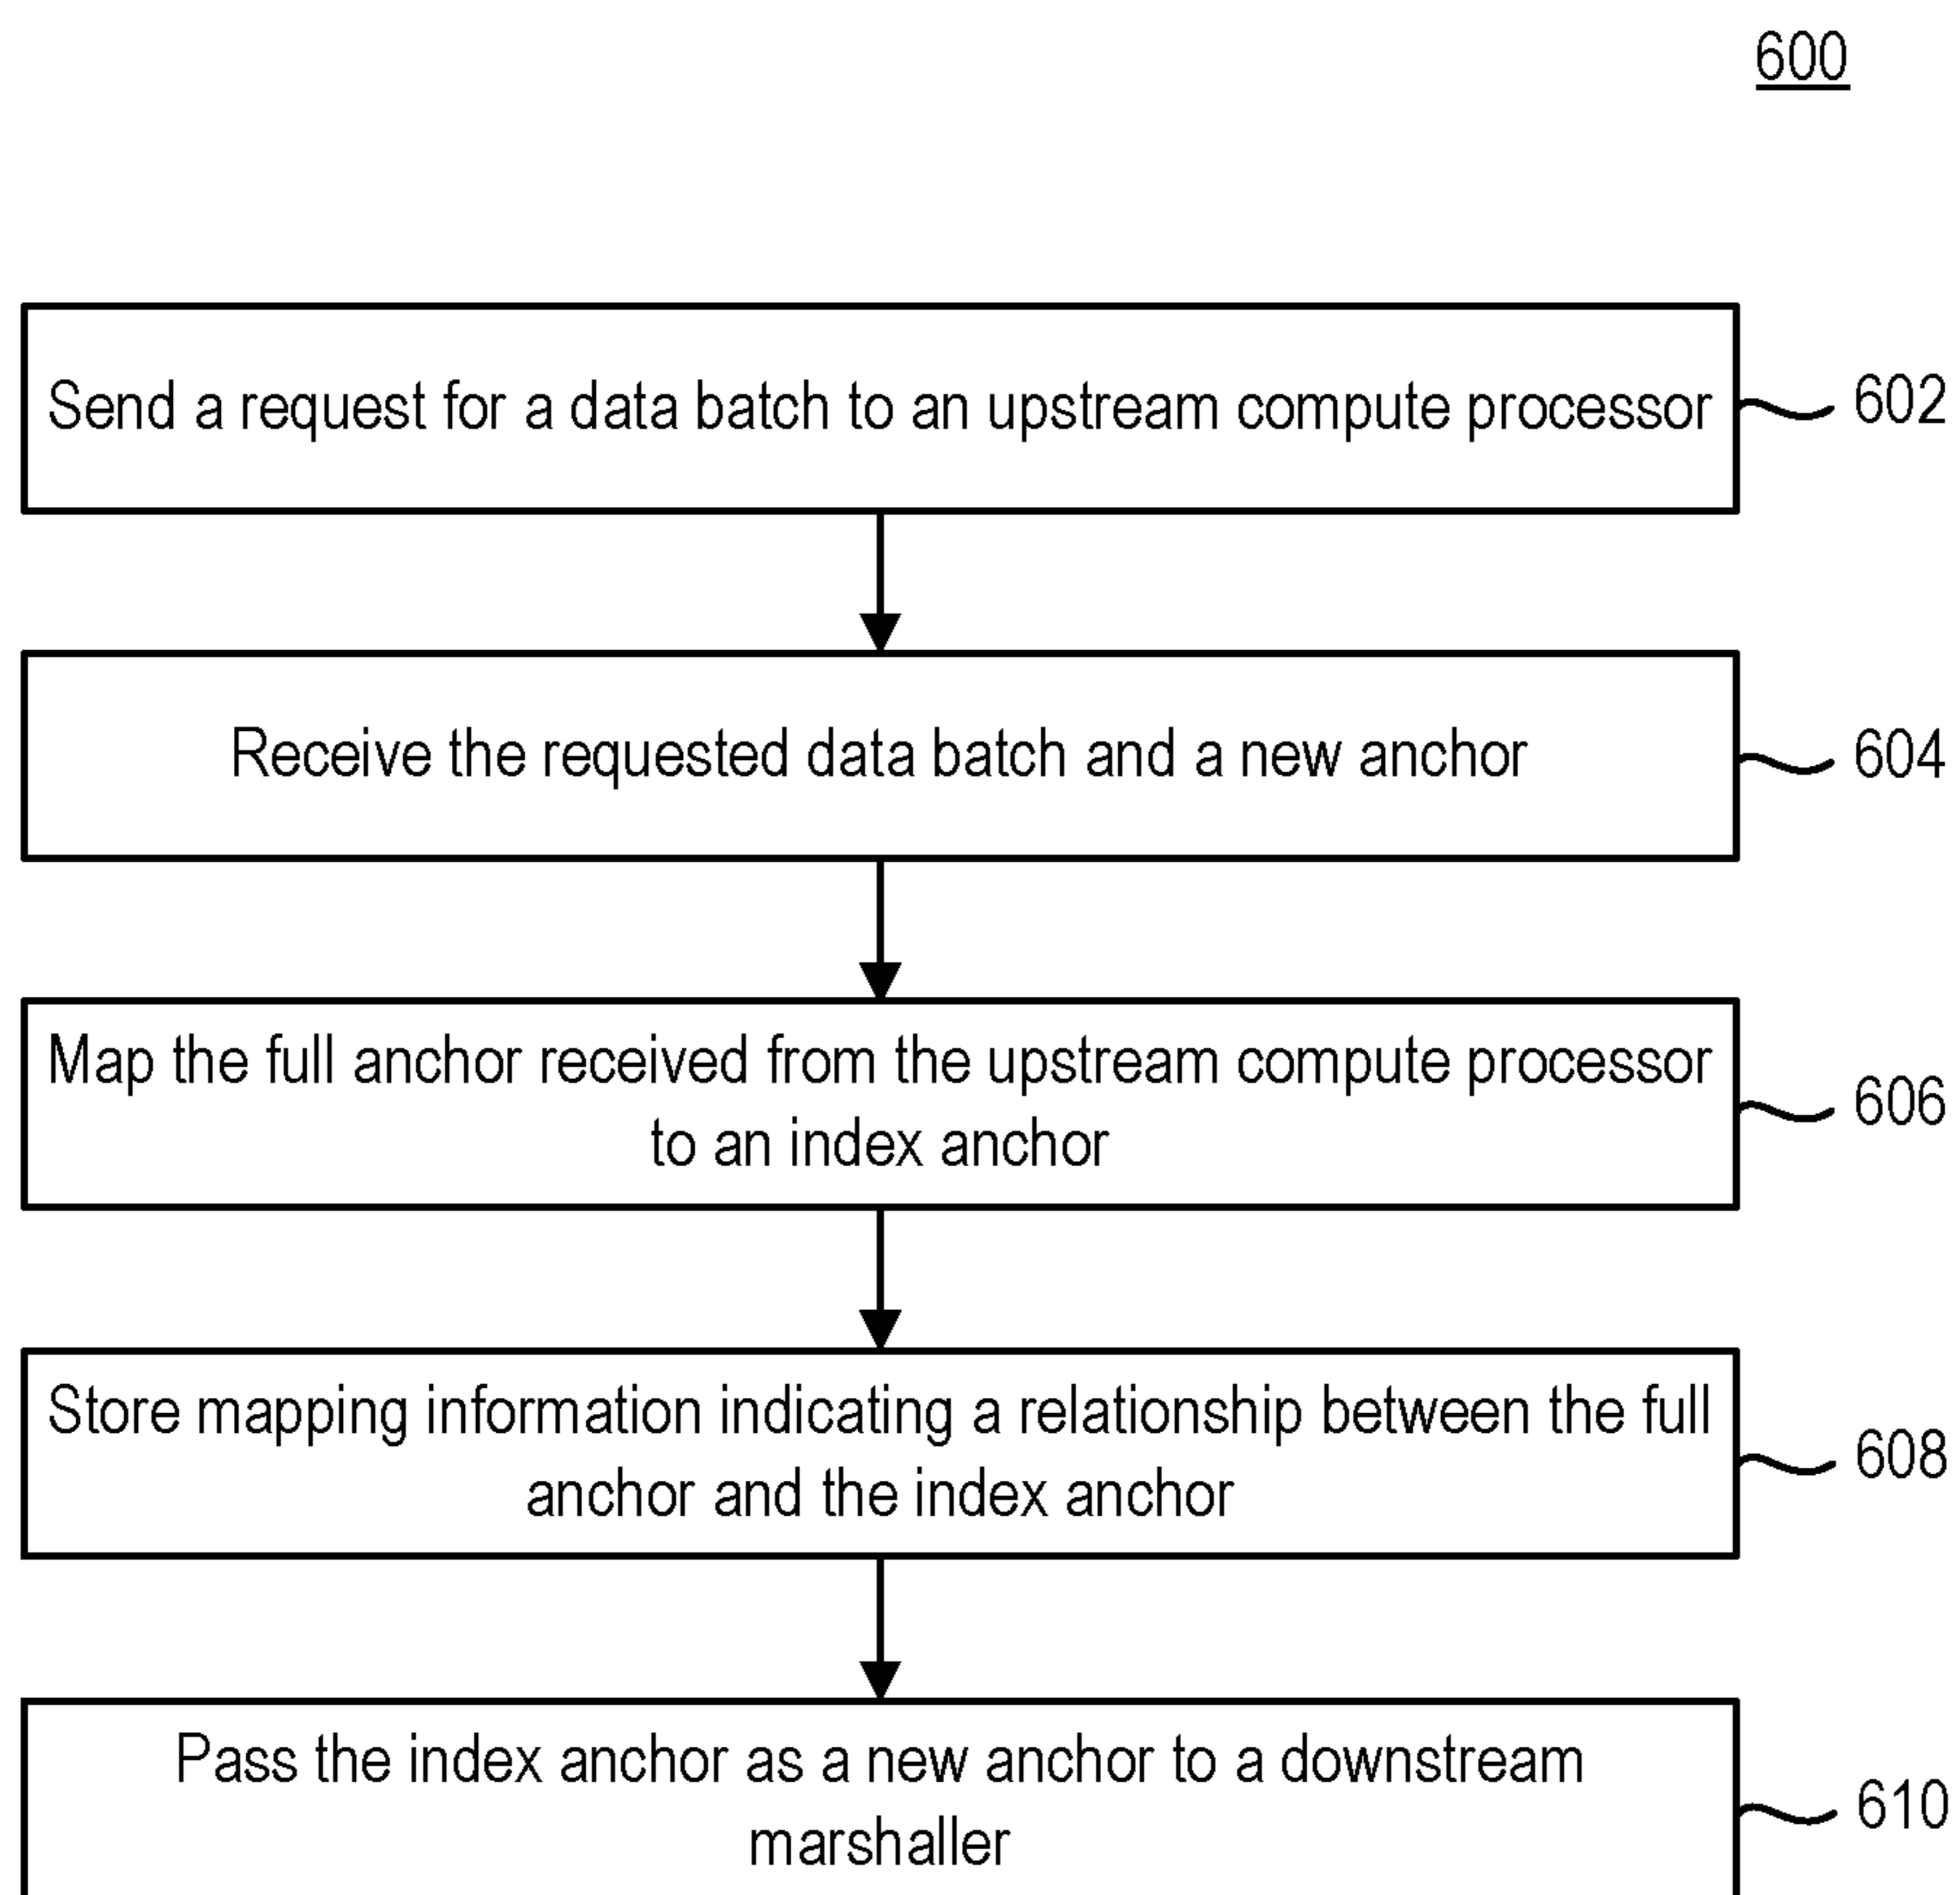 600
Send a request for a data batch to an upstream compute processor
602
Receive the requested data batch and a new anchor
604
Map the full anchor received from the upstream compute processor
to an index anchor
606
Store mapping information indicating a relationship between the full
anchor and the index anchor
608
Pass the index anchor as a new anchor to a downstream
marshaller
610